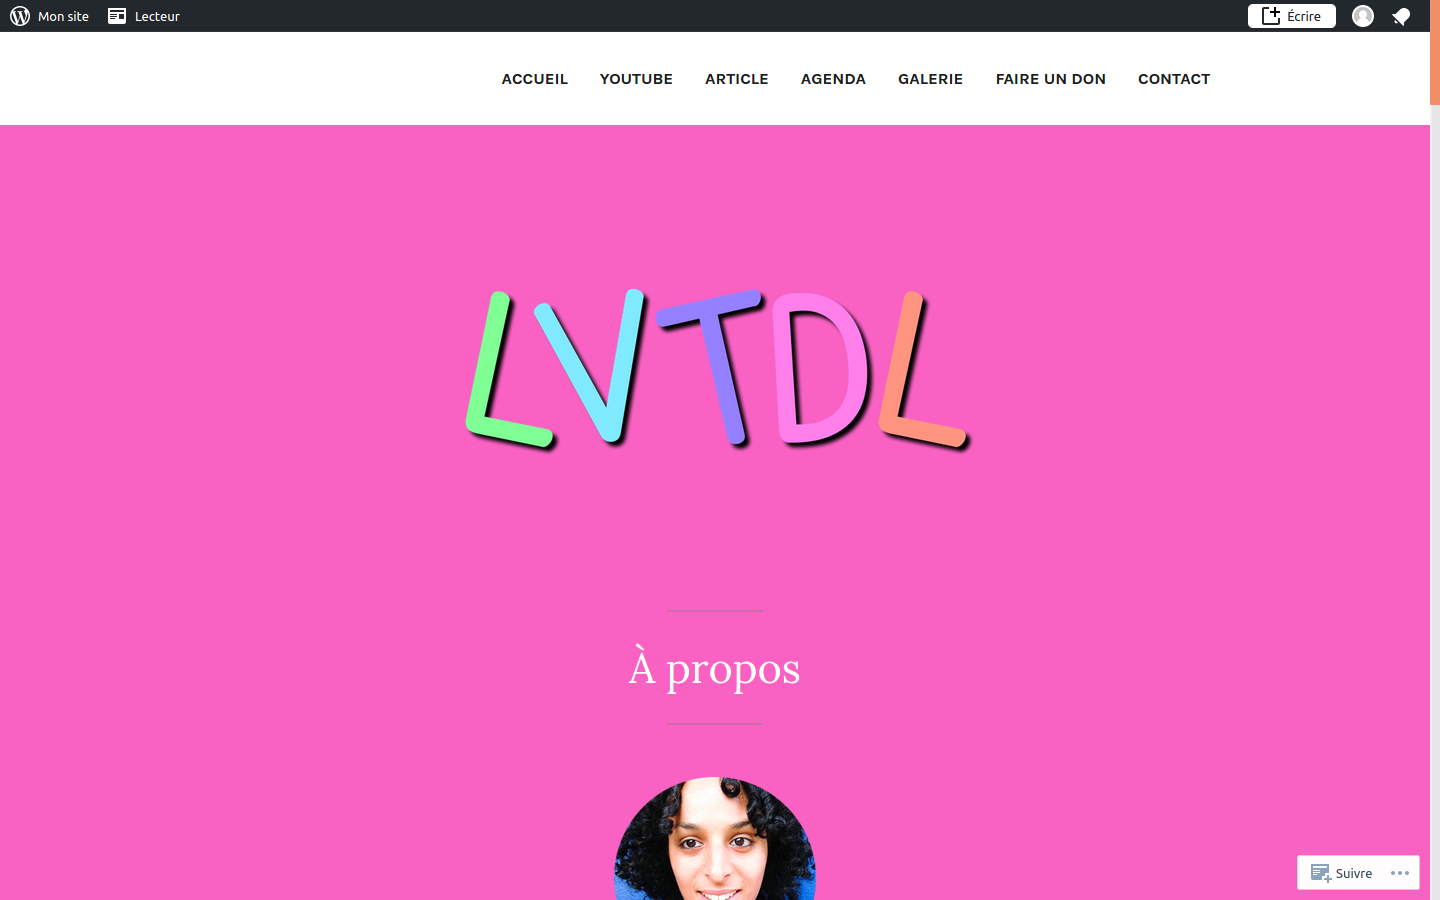 Mon site Lecteur Écrire
ACCUEIL YOUTUBE ARTICLE AGENDA GALERIE FAIRE UN DON CONTACT
LVTDL
À propos
Suivre